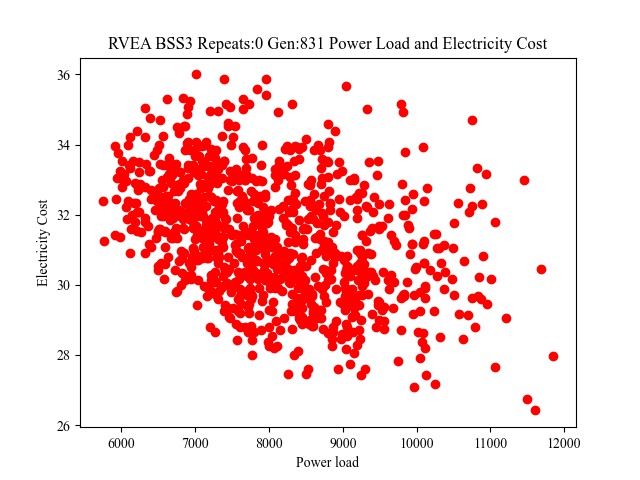 RVEA BSS3 Repeats:0 Gen:831 Power Load and Electricity Cost
36
34
32
30
28
26
Electricity Cost
6000 7000 8000 9000 10000 11000 12000
Power load